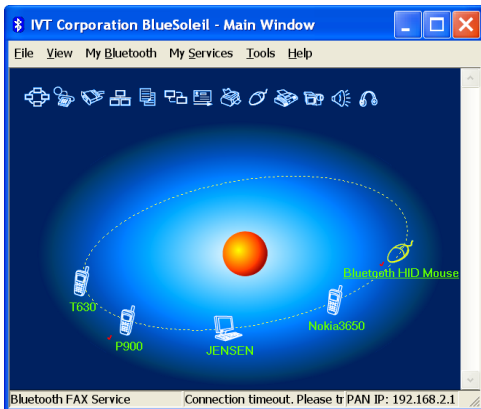 IVT Corporation BlueSoleil - Main Window
File View My Bluetooth My Services Tools Help
Bluetooth HID Mouse
T630
Nokia3650
P900
JENSEN
Bluetooth FAX Service Connection timeout. Please tr PAN IP: 192.168.2.1